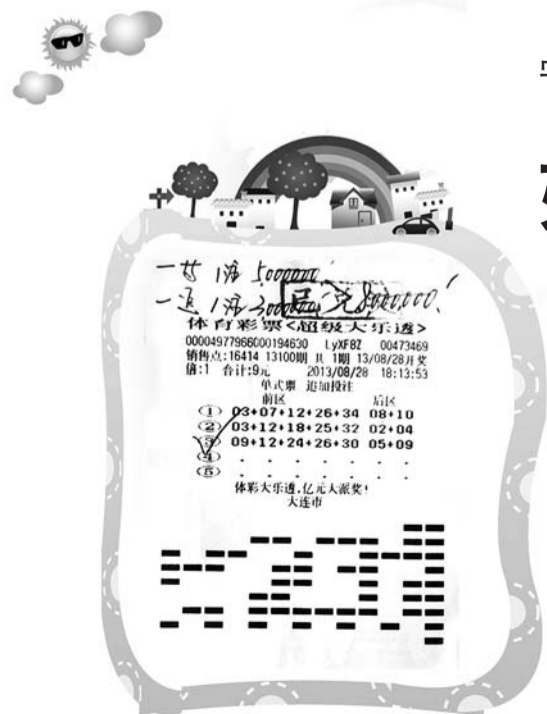 一等 1注 5000000
一追 1注 3000000 已兑 8000000
体育彩票<超级大乐透>
00004977966000194630 LyXF8Z 00473469
销售点:16414 13100期 共 1期 13/08/28开奖
倍:1 合计:9元 2013/08/28 18:13:53
单式票 追加投注
前区 后区
① 03+07+12+26+34 08+10
② 03+12+18+25+32 02+04
③ 09+12+24+26+30 05+09
④ . . . . . . .
⑤ . . . . . . .
体彩大乐透,亿元大派奖!
大连市